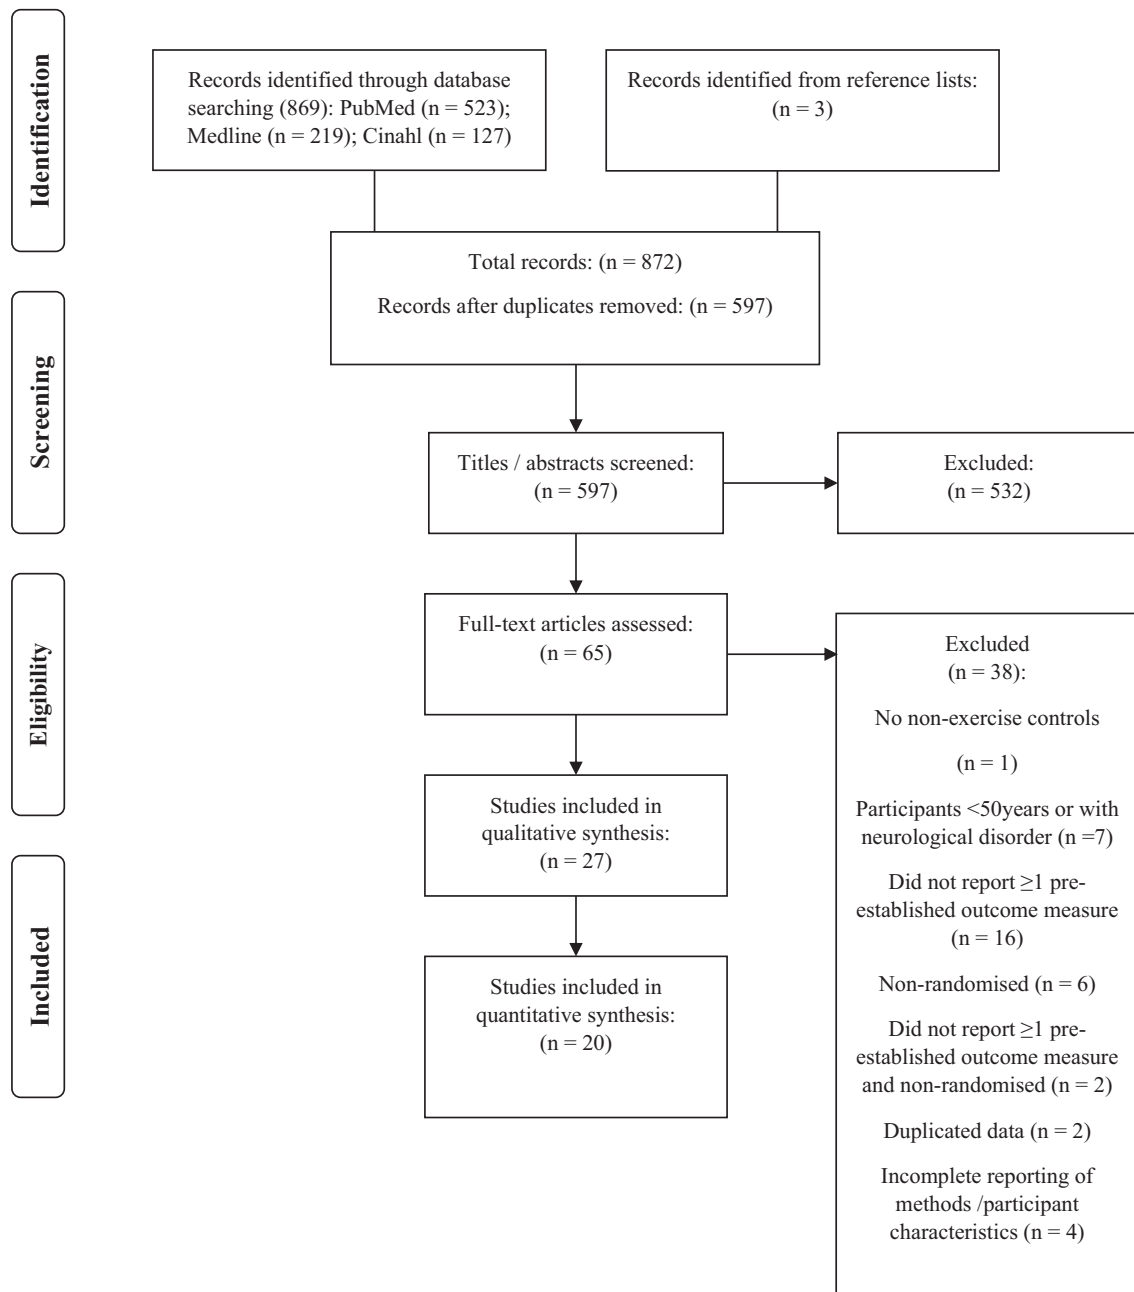 Identification
Records identified through database
searching (869): PubMed (n = 523);
Medline (n = 219); Cinahl (n = 127)
Records identified from reference lists:
(n = 3)
Total records: (n = 872)
Records after duplicates removed: (n = 597)
Screening
Titles / abstracts screened:
(n = 597)
Excluded:
(n = 532)
Eligibility
Full-text articles assessed:
(n = 65)
Excluded
(n = 38):
No non-exercise controls
(n = 1)
Participants <50years or with
neurological disorder (n =7)
Did not report ≥1 pre-
established outcome measure
(n = 16)
Non-randomised (n = 6)
Did not report ≥1 pre-
established outcome measure
and non-randomised (n = 2)
Duplicated data (n = 2)
Incomplete reporting of
methods /participant
characteristics (n = 4)
Studies included in
qualitative synthesis:
(n = 27)
Included
Studies included in
quantitative synthesis:
(n = 20)